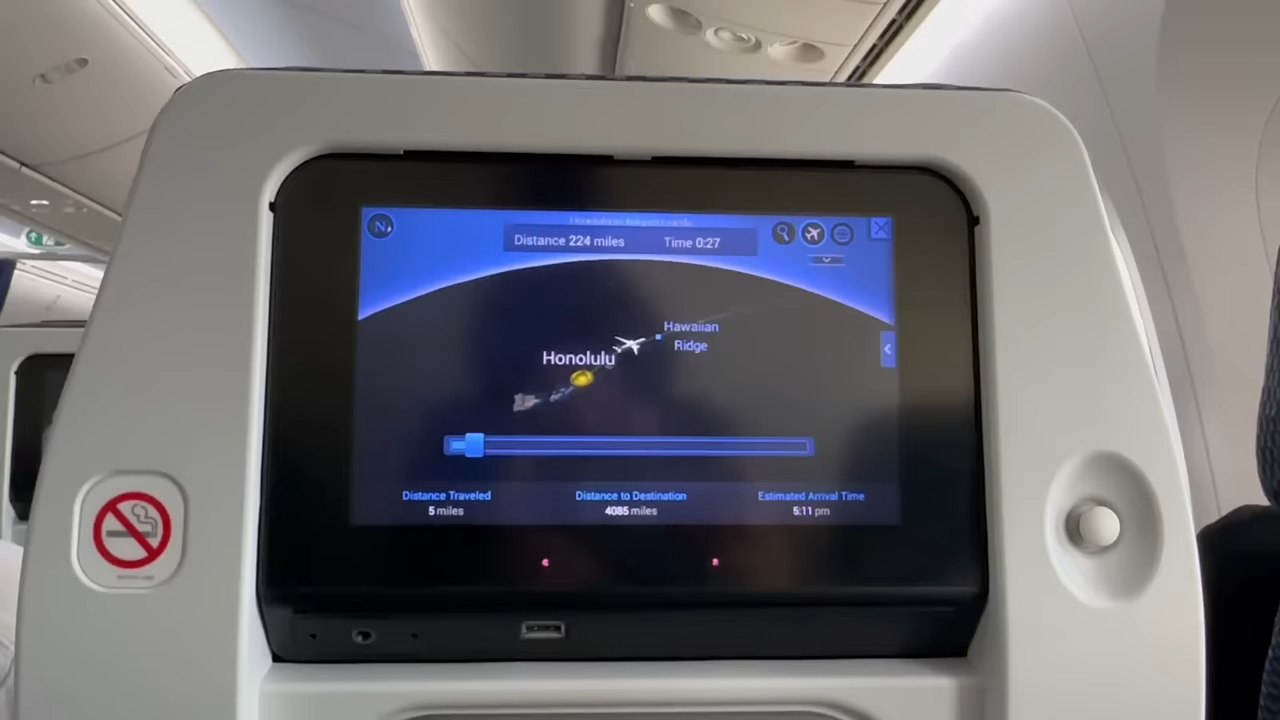 N
Distance 224 miles Time 0:27
Hawaiian
Ridge
Honolulu
Distance Traveled Distance to Destination Estimated Arrival Time
5 miles 4085 miles 5:11 pm